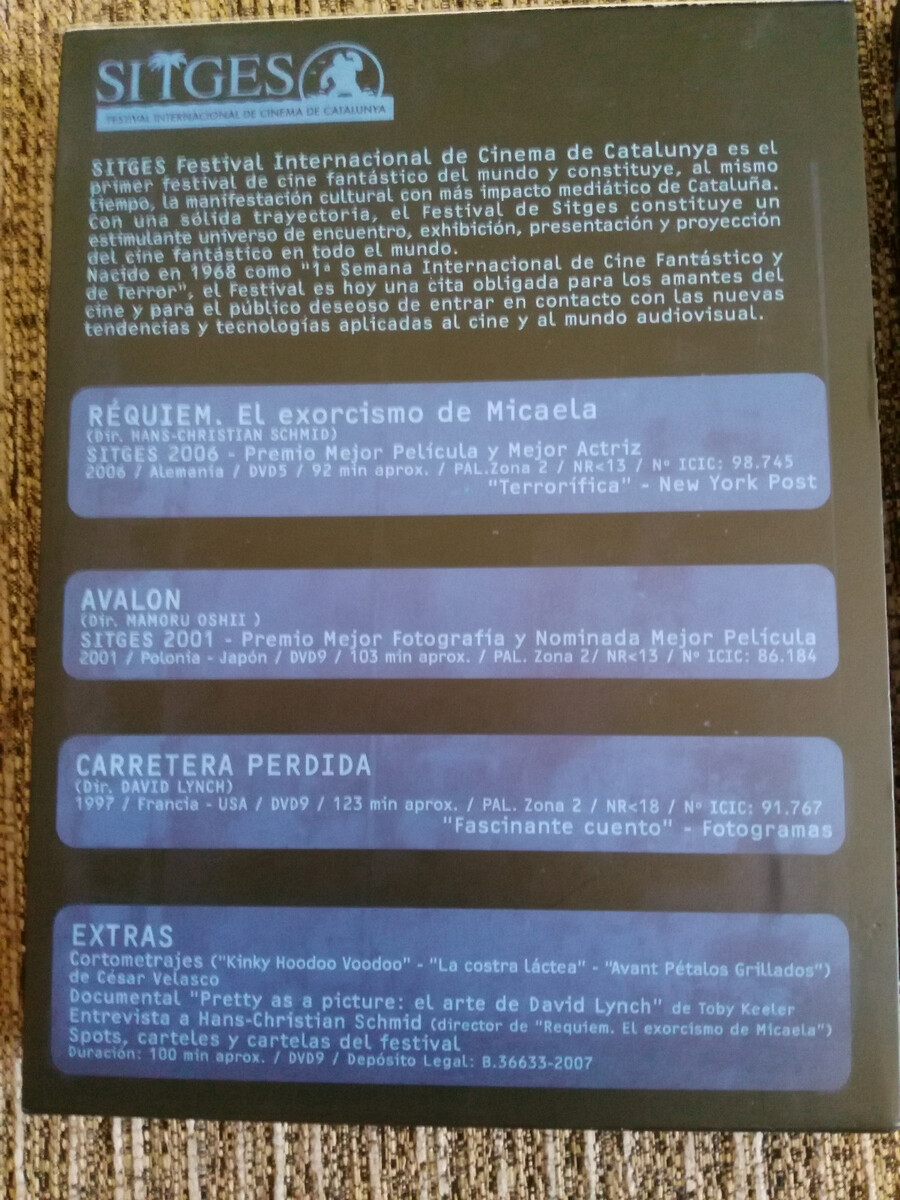 SITGES
FESTIVAL INTERNACIONAL DE CINEMA DE CATALUNYA
SITGES Festival Internacional de Cinema de Catalunya es el
primer festival de cine fantástico del mundo y constituye, al mismo
tiempo, la manifestación cultural con más impacto mediático de Cataluña.
Con una sólida trayectoria, el Festival de Sitges constituye un
estimulante universo de encuentro, exhibición, presentación y proyección
del cine fantástico en todo el mundo.
Nacido en 1968 como "1ª Semana Internacional de Cine Fantástico y
de Terror", el Festival es hoy una cita obligada para los amantes del
cine y para el público deseoso de entrar en contacto con las nuevas
tendencias y tecnologías aplicadas al cine y al mundo audiovisual.
RÉQUIEM. El exorcismo de Micaela
(Dir. HANS-CHRISTIAN SCHMID)
SITGES 2006 - Premio Mejor Película y Mejor Actriz
2006 / Alemania / DVD5 / 92 min aprox. / PAL.Zona 2 / NR<13 / Nº ICIC: 98.745
"Terrorífica" - New York Post
AVALON
(Dir. MAMORU OSHII )
SITGES 2001 - Premio Mejor Fotografía y Nominada Mejor Película
2001 / Polonia - Japón / DVD9 / 103 min aprox. / PAL. Zona 2/ NR<13 / Nº ICIC: 86.184
CARRETERA PERDIDA
(Dir. DAVID LYNCH)
1997 / Francia - USA / DVD9 / 123 min aprox. / PAL. Zona 2 / NR<18 / Nº ICIC: 91.767
"Fascinante cuento" - Fotogramas
EXTRAS
Cortometrajes ("Kinky Hoodoo Voodoo" - "La costra láctea" - "Avant Pétalos Grillados")
de César Velasco
Documental "Pretty as a picture: el arte de David Lynch" de Toby Keeler
Entrevista a Hans-Christian Schmid (director de "Requiem. El exorcismo de Micaela")
Spots, carteles y cartelas del festival
Duración: 100 min aprox. / DVD9 / Depósito Legal: B.36633-2007